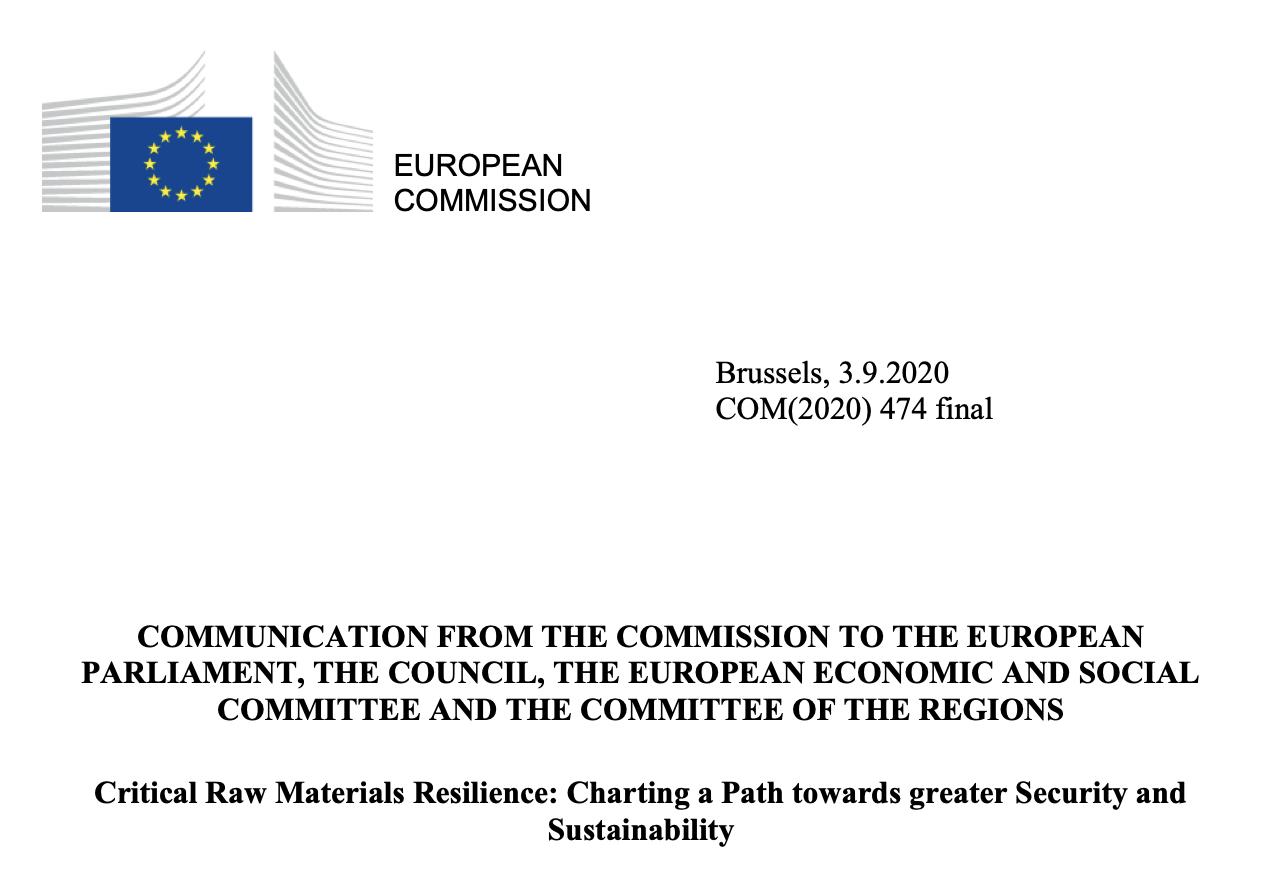 EUROPEAN
COMMISSION
Brussels, 3.9.2020
COM(2020) 474 final
COMMUNICATION FROM THE COMMISSION TO THE EUROPEAN
PARLIAMENT, THE COUNCIL, THE EUROPEAN ECONOMIC AND SOCIAL
COMMITTEE AND THE COMMITTEE OF THE REGIONS
Critical Raw Materials Resilience: Charting a Path towards greater Security and
Sustainability